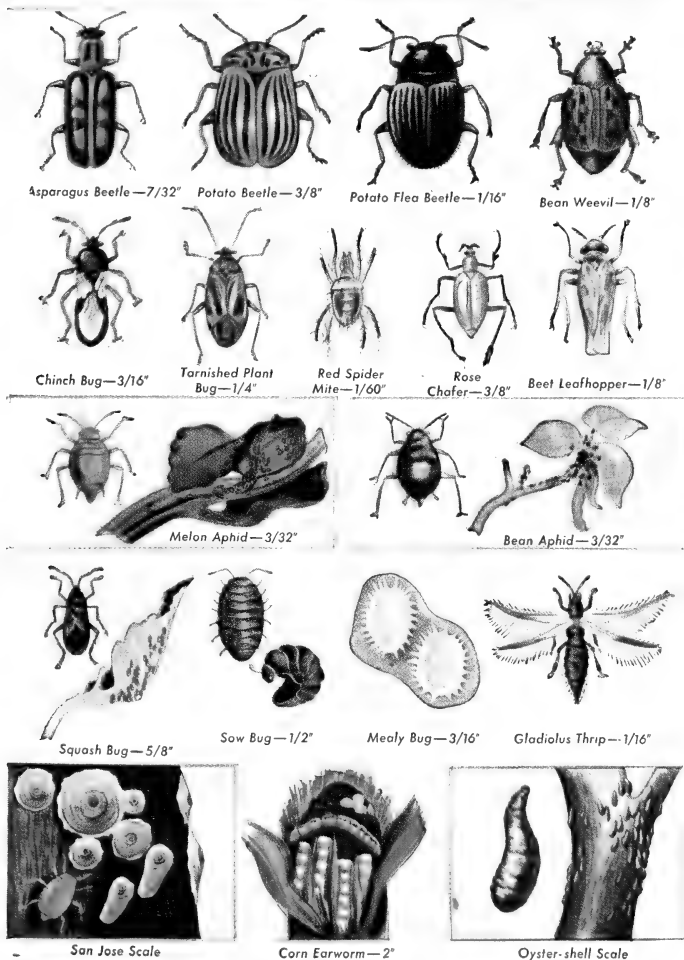 Asparagus Beetle—7/32"
Potato Beetle—3/8"
Potato Flea Beetle—1/16"
Bean Weevil—1/8"
Chinch Bug—3/16"
Tarnished Plant
Bug—1/4"
Red Spider
Mite—1/60"
Rose
Chafer—3/8"
Beet Leafhopper—1/8"
Melon Aphid—3/32"
Bean Aphid—3/32"
Squash Bug—5/8"
Sow Bug—1/2"
Mealy Bug—3/16"
Gladiolus Thrip—1/16"
San Jose Scale
Corn Earworm—2"
Oyster-shell Scale